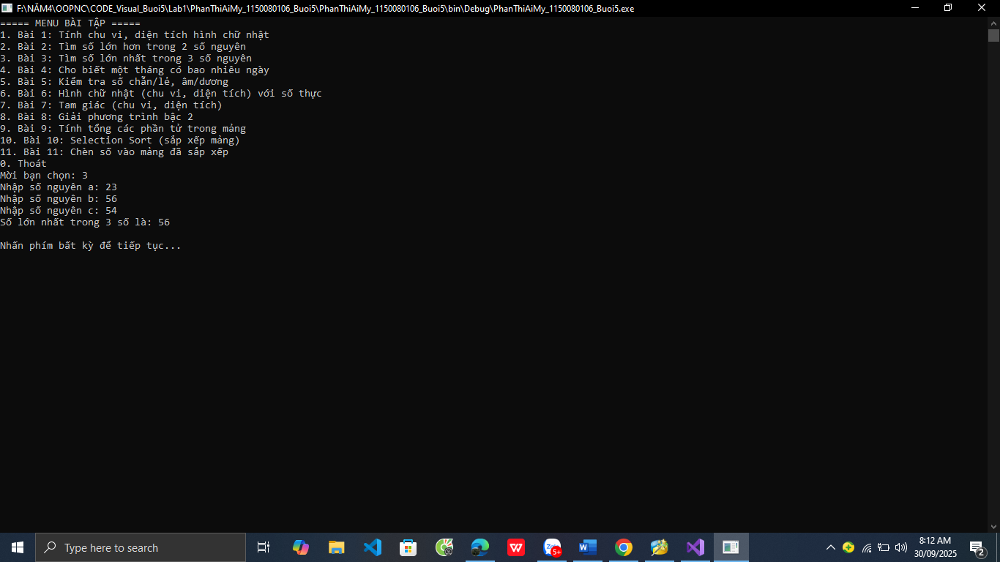 F:\NĂM4\OOPNC\CODE_Visual_Buoi5\Lab1\PhanThiAiMy_1150080106_Buoi5\PhanThiAiMy_1150080106_Buoi5\bin\Debug\PhanThiAiMy_1150080106_Buoi5.exe
===== MENU BÀI TẬP =====
1. Bài 1: Tính chu vi, diện tích hình chữ nhật
2. Bài 2: Tìm số lớn hơn trong 2 số nguyên
3. Bài 3: Tìm số lớn nhất trong 3 số nguyên
4. Bài 4: Cho biết một tháng có bao nhiêu ngày
5. Bài 5: Kiểm tra số chẵn/lẻ, âm/dương
6. Bài 6: Hình chữ nhật (chu vi, diện tích) với số thực
7. Bài 7: Tam giác (chu vi, diện tích)
8. Bài 8: Giải phương trình bậc 2
9. Bài 9: Tính tổng các phần tử trong mảng
10. Bài 10: Selection Sort (sắp xếp mảng)
11. Bài 11: Chèn số vào mảng đã sắp xếp
0. Thoát
Mời bạn chọn: 3
Nhập số nguyên a: 23
Nhập số nguyên b: 56
Nhập số nguyên c: 54
Số lớn nhất trong 3 số là: 56
Nhấn phím bất kỳ để tiếp tục...
Type here to search
5+
8:12 AM
30/09/2025
2